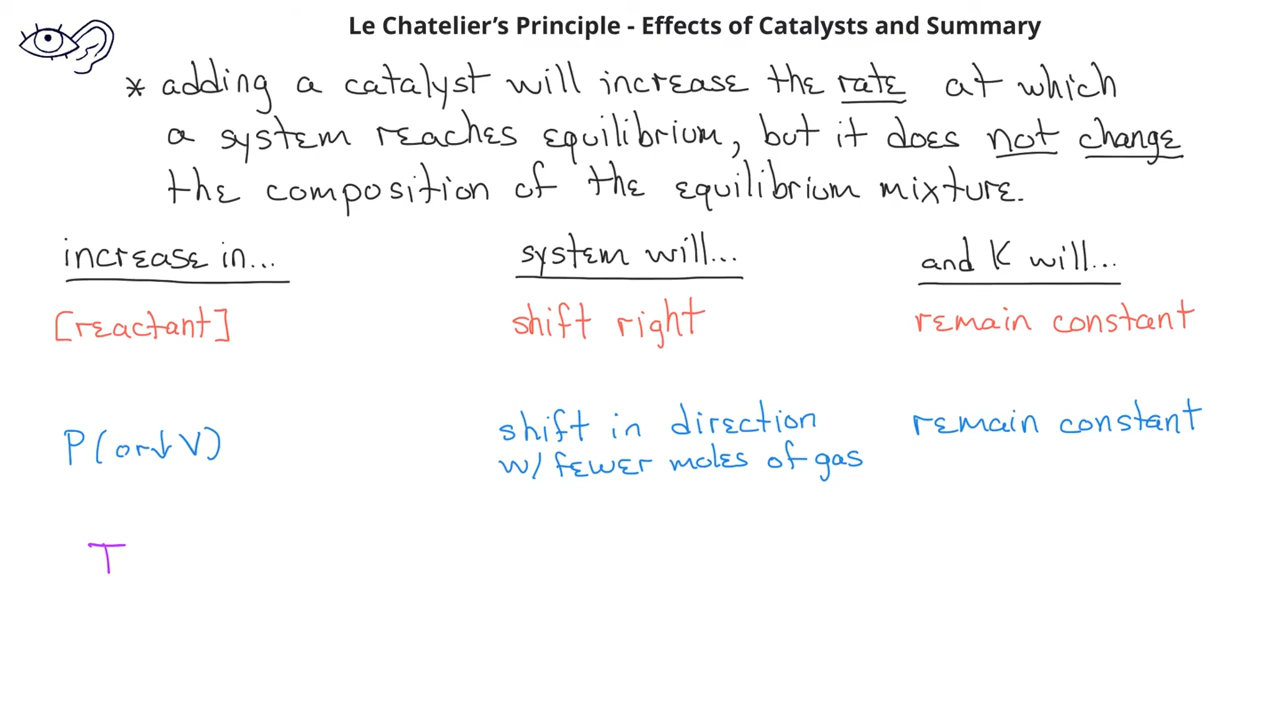 Le Chatelier’s Principle - Effects of Catalysts and Summary
* adding a catalyst will increase the rate at which
a system reaches equilibrium, but it does not change
the composition of the equilibrium mixture.
increase in... system will... and K will...
[reactant] shift right remain constant
P (or ↓ V) shift in direction remain constant
w/ fewer moles of gas
T